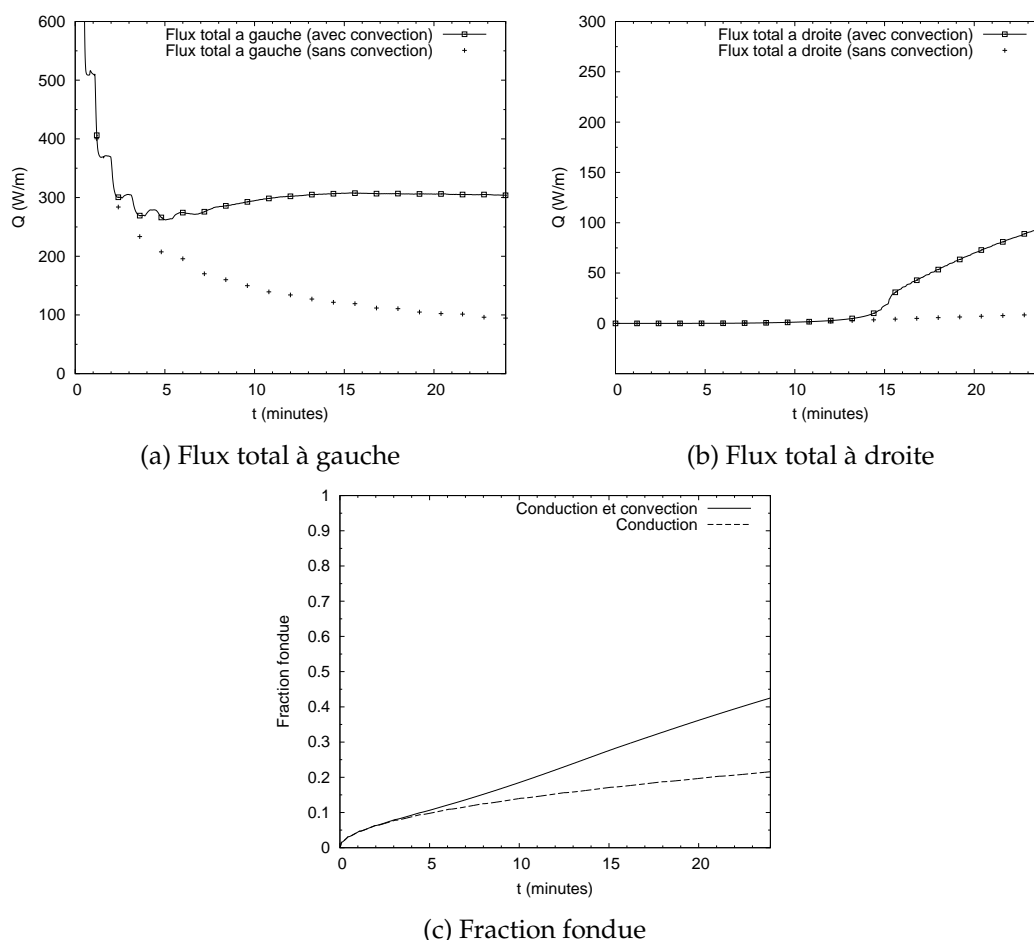 600
500
400
300
200
100
0
Q (W/m)
0 5 10 15 20
t (minutes)
Flux total a gauche (avec convection)
Flux total a gauche (sans convection)
(a) Flux total à gauche
300
250
200
150
100
50
0
Q (W/m)
0 5 10 15 20
t (minutes)
Flux total a droite (avec convection)
Flux total a droite (sans convection)
(b) Flux total à droite
1
0.9
0.8
0.7
0.6
0.5
0.4
0.3
0.2
0.1
0
Fraction fondue
0 5 10 15 20
t (minutes)
Conduction et convection
Conduction
(c) Fraction fondue